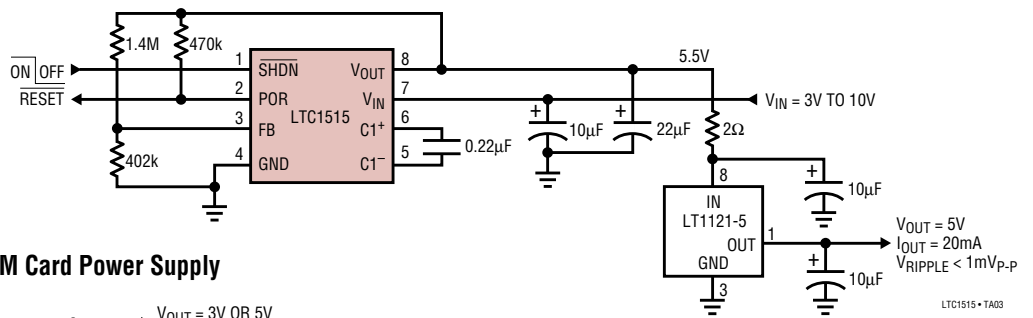 1.4M 470k
ON OFF
RESET
1 SHDN
2 POR
3 FB
4 GND
LTC1515
VOUT 8
VIN 7
C1+ 6
C1– 5
0.22µF
+ 10µF
+ 22µF
5.5V
2Ω
VIN = 3V TO 10V
402k
8
IN
LT1121-5
OUT 1
GND
3
+ 10µF
+ 10µF
VOUT = 5V
IOUT = 20mA
VRIPPLE < 1mVP-P
LTC1515 • TA03
M Card Power Supply
VOUT = 3V OR 5V